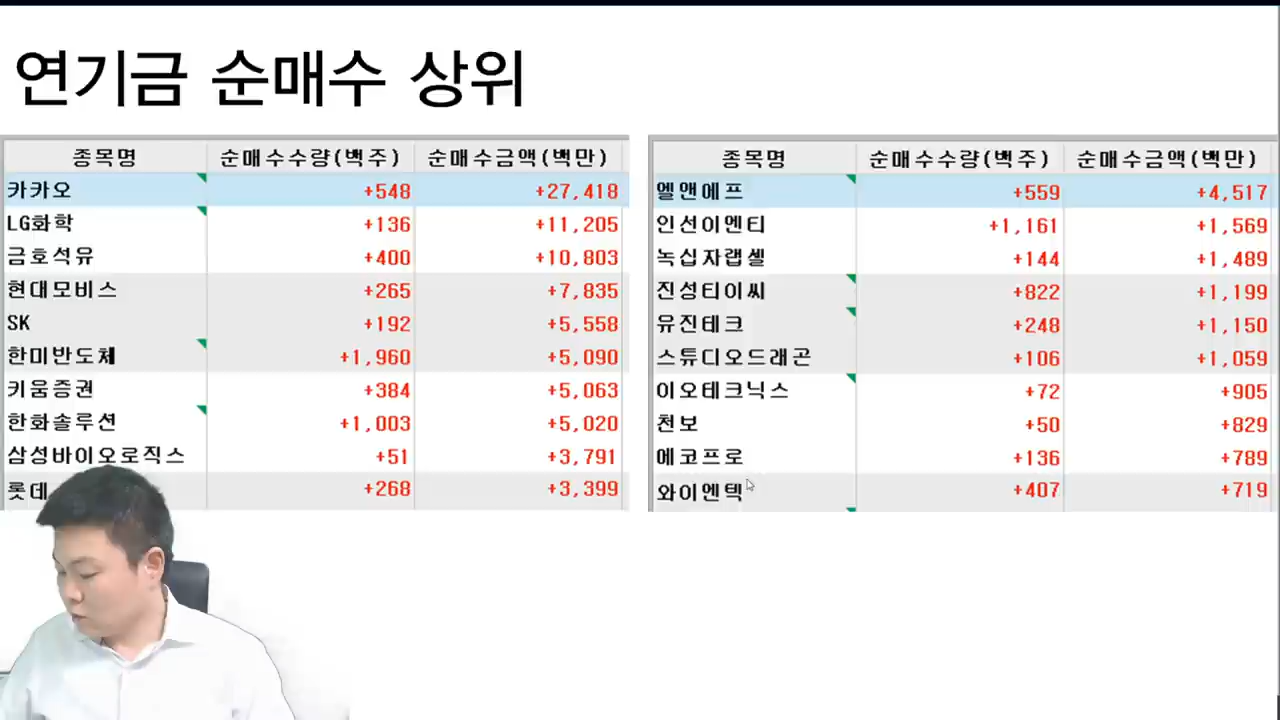 연기금 순매수 상위
종목명 순매수수량(백주) 순매수금액(백만)
카카오 +548 +27,418
LG화학 +136 +11,205
금호석유 +400 +10,803
현대모비스 +265 +7,835
SK +192 +5,558
한미반도체 +1,960 +5,090
키움증권 +384 +5,063
한화솔루션 +1,003 +5,020
삼성바이오로직스 +51 +3,791
롯데 +268 +3,399
종목명 순매수수량(백주) 순매수금액(백만)
엘앤에프 +559 +4,517
인선이엔티 +1,161 +1,569
녹십자랩셀 +144 +1,489
진성티이씨 +822 +1,199
유진테크 +248 +1,150
스튜디오드래곤 +106 +1,059
이오테크닉스 +72 +905
천보 +50 +829
에코프로 +136 +789
와이엔텍 +407 +719